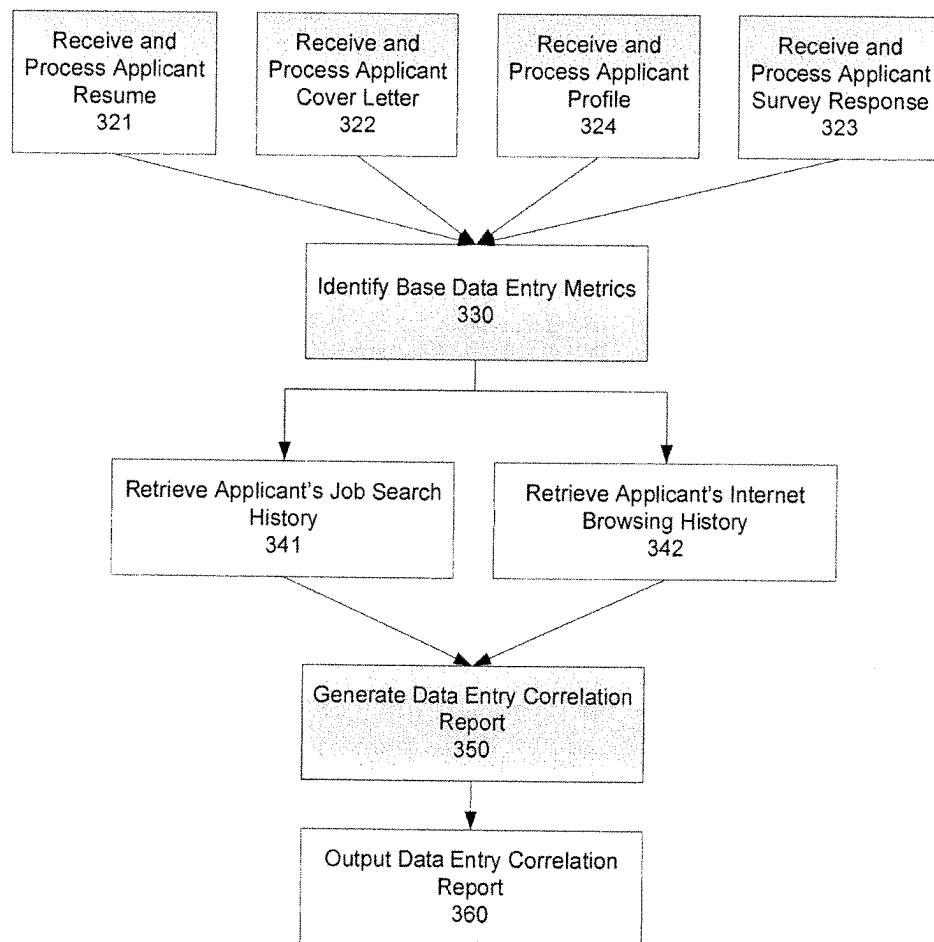 Receive and
Process Applicant
Resume
321
Receive and
Process Applicant
Cover Letter
322
Receive and
Process Applicant
Profile
324
Receive and
Process Applicant
Survey Response
323
Identify Base Data Entry Metrics
330
Retrieve Applicant's Job Search
History
341
Retrieve Applicant's Internet
Browsing History
342
Generate Data Entry Correlation
Report
350
Output Data Entry Correlation
Report
360